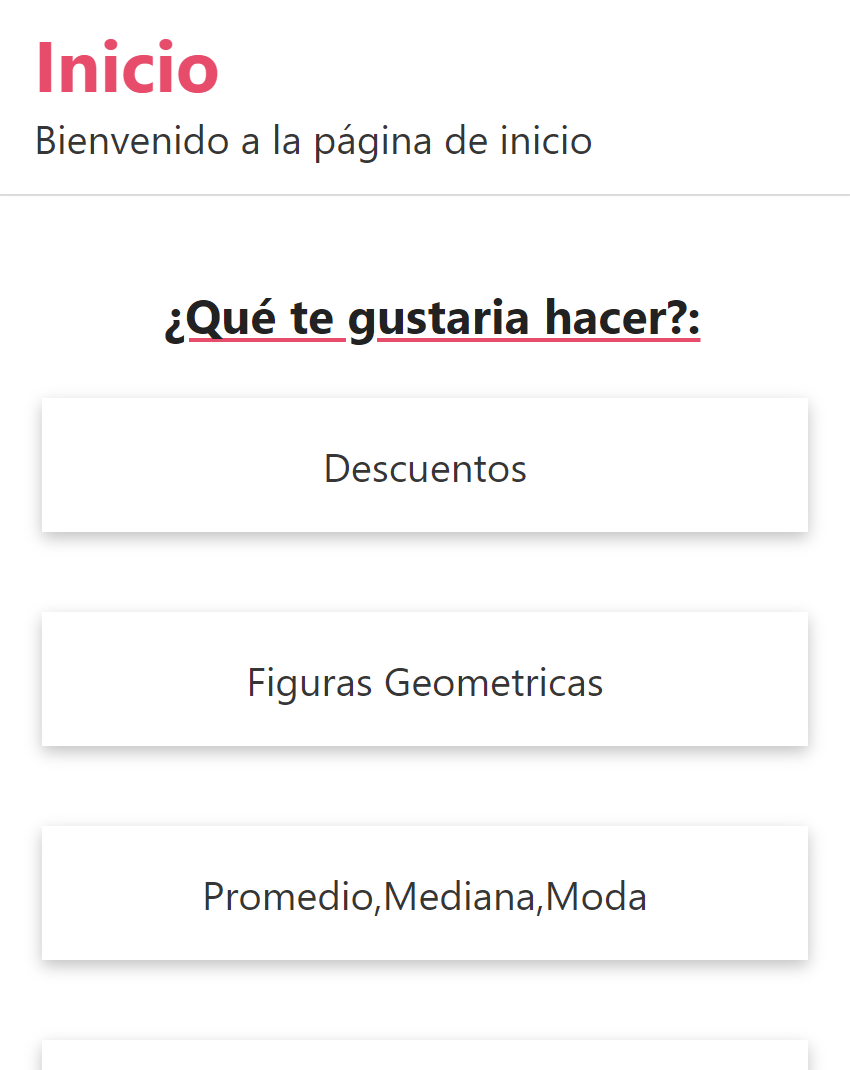 Inicio
Bienvenido a la página de inicio
¿Qué te gustaria hacer?:
Descuentos
Figuras Geometricas
Promedio,Mediana,Moda